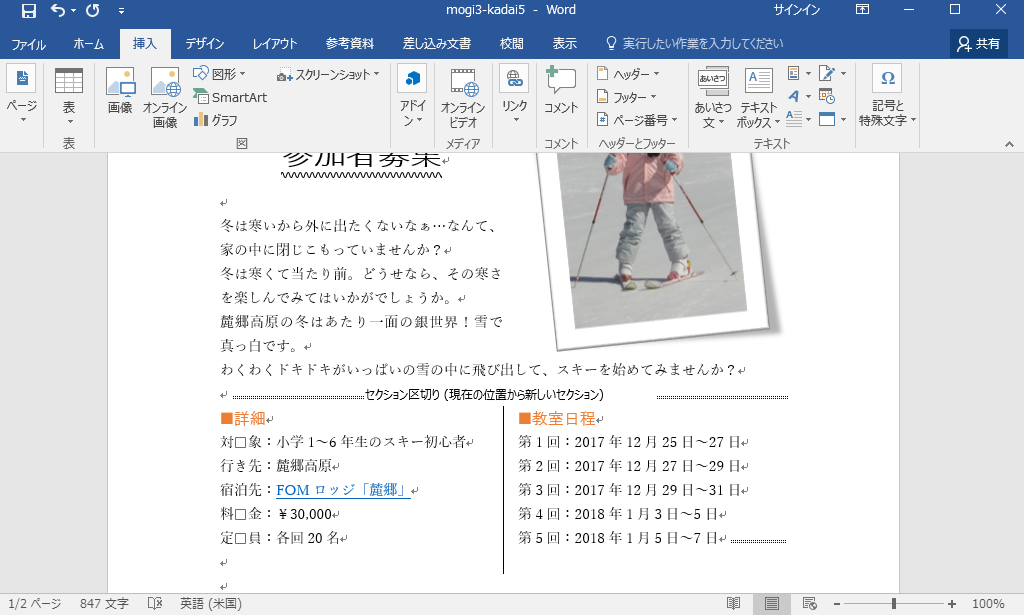 mogi3-kadai5 - Word
サインイン
ファイル ホーム 挿入 デザイン レイアウト 参考資料 差し込み文書 校閲 表示 実行したい作業を入力してください 共有
ページ
表
表
画像
オンライン
画像
図形
SmartArt
グラフ
スクリーンショット
図
アドイ
ン
オンライン
ビデオ
メディア
リンク
コメント
コメント
ヘッダー
フッター
ページ番号
ヘッダーとフッター
あいさつ
あいさつ
文
テキスト
ボックス
テキスト
記号と
特殊文字
参加者募集
冬は寒いから外に出たくないなぁ…なんて、
家の中に閉じこもっていませんか？
冬は寒くて当たり前。どうせなら、その寒さ
を楽しんでみてはいかがでしょうか。
麓郷高原の冬はあたり一面の銀世界！雪で
真っ白です。
わくわくドキドキがいっぱいの雪の中に飛び出して、スキーを始めてみませんか？
セクション区切り (現在の位置から新しいセクション)
■詳細
対□象：小学 1～6 年生のスキー初心者
行き先：麓郷高原
宿泊先：FOM ロッジ「麓郷」
料□金：￥30,000
定□員：各回 20 名
■教室日程
第 1 回：2017 年 12 月 25 日～27 日
第 2 回：2017 年 12 月 27 日～29 日
第 3 回：2017 年 12 月 29 日～31 日
第 4 回：2018 年 1 月 3 日～5 日
第 5 回：2018 年 1 月 5 日～7 日
1/2 ページ 847 文字 英語 (米国) 100%